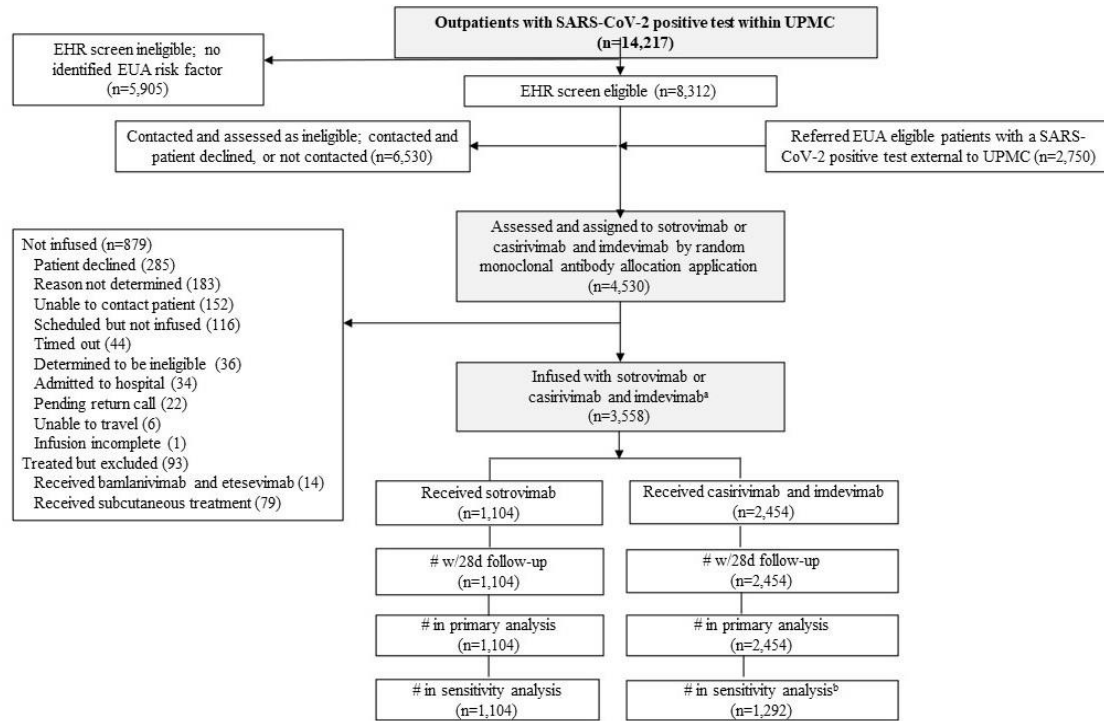 Outpatients with SARS-CoV-2 positive test within UPMC
(n=14,217)
EHR screen ineligible; no
identified EUA risk factor
(n=5,905)
EHR screen eligible (n=8,312)
Contacted and assessed as ineligible; contacted and
patient declined, or not contacted (n=6,530)
Referred EUA eligible patients with a SARS-
CoV-2 positive test external to UPMC (n=2,750)
Assessed and assigned to sotrovimab or
casirivimab and imdevimab by random
monoclonal antibody allocation application
(n=4,530)
Not infused (n=879)
Patient declined (285)
Reason not determined (183)
Unable to contact patient (152)
Scheduled but not infused (116)
Timed out (44)
Determined to be ineligible (36)
Admitted to hospital (34)
Pending return call (22)
Unable to travel (6)
Infusion incomplete (1)
Treated but excluded (93)
Received bamlanivimab and etesevimab (14)
Received subcutaneous treatment (79)
Infused with sotrovimab or
casirivimab and imdevimabᵃ
(n=3,558)
Received sotrovimab
(n=1,104)
Received casirivimab and imdevimab
(n=2,454)
# w/28d follow-up
(n=1,104)
# w/28d follow-up
(n=2,454)
# in primary analysis
(n=1,104)
# in primary analysis
(n=2,454)
# in sensitivity analysis
(n=1,104)
# in sensitivity analysisᵇ
(n=1,292)